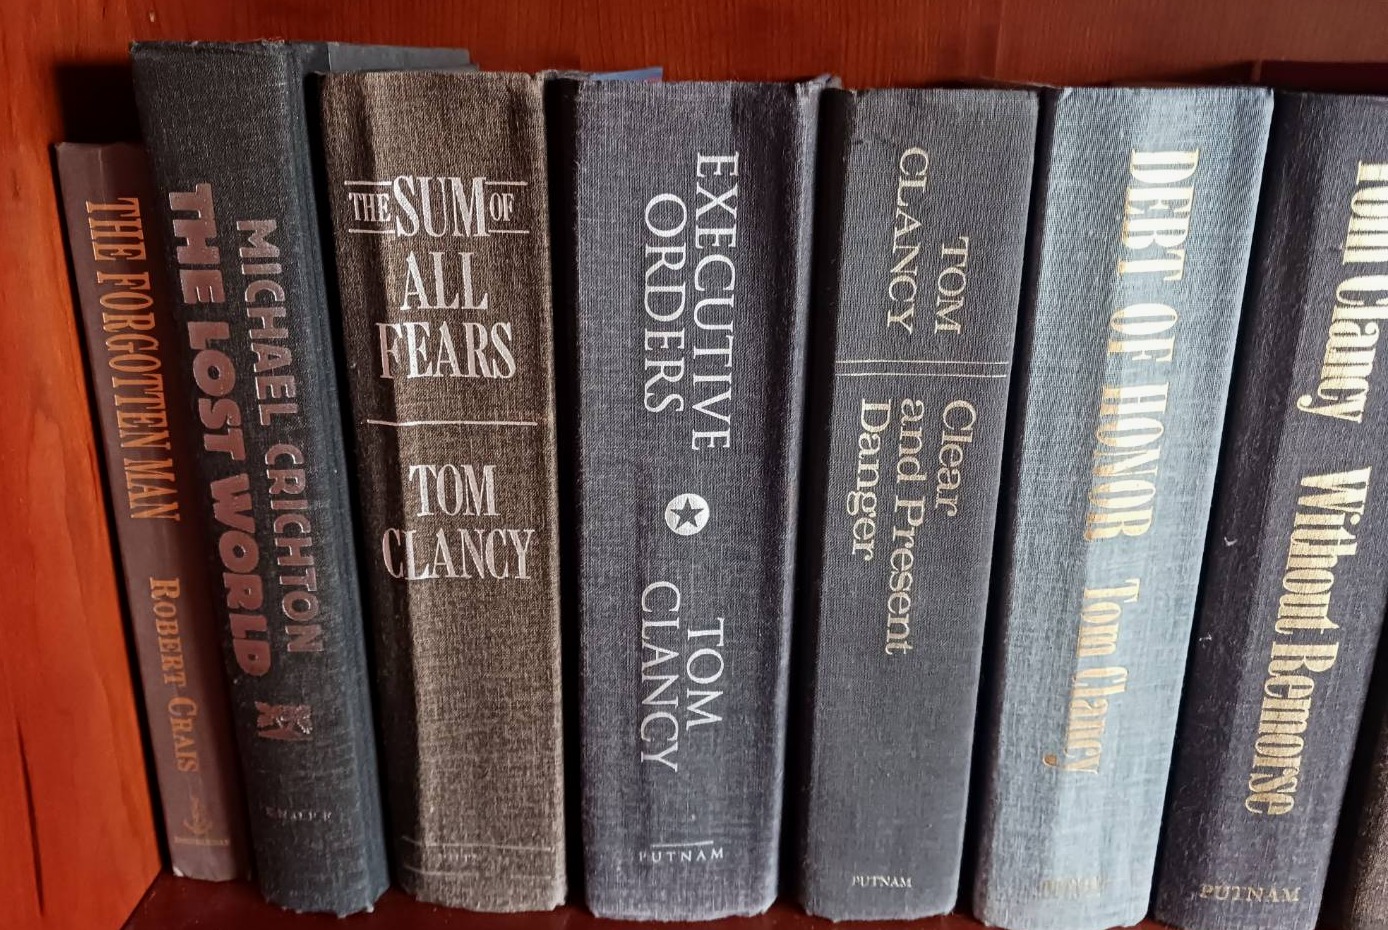 THE FORGOTTEN MAN
ROBERT CRAIS
MICHAEL CRICHTON
THE LOST WORLD
KNOPF
THE SUM OF
ALL
FEARS
TOM
CLANCY
EXECUTIVE
ORDERS
TOM
CLANCY
PUTNAM
TOM
CLANCY
Clear
and Present
Danger
PUTNAM
DEBT OF HONOR
Tom Clancy
PUTNAM
Tom Clancy
Without Remorse
PUTNAM